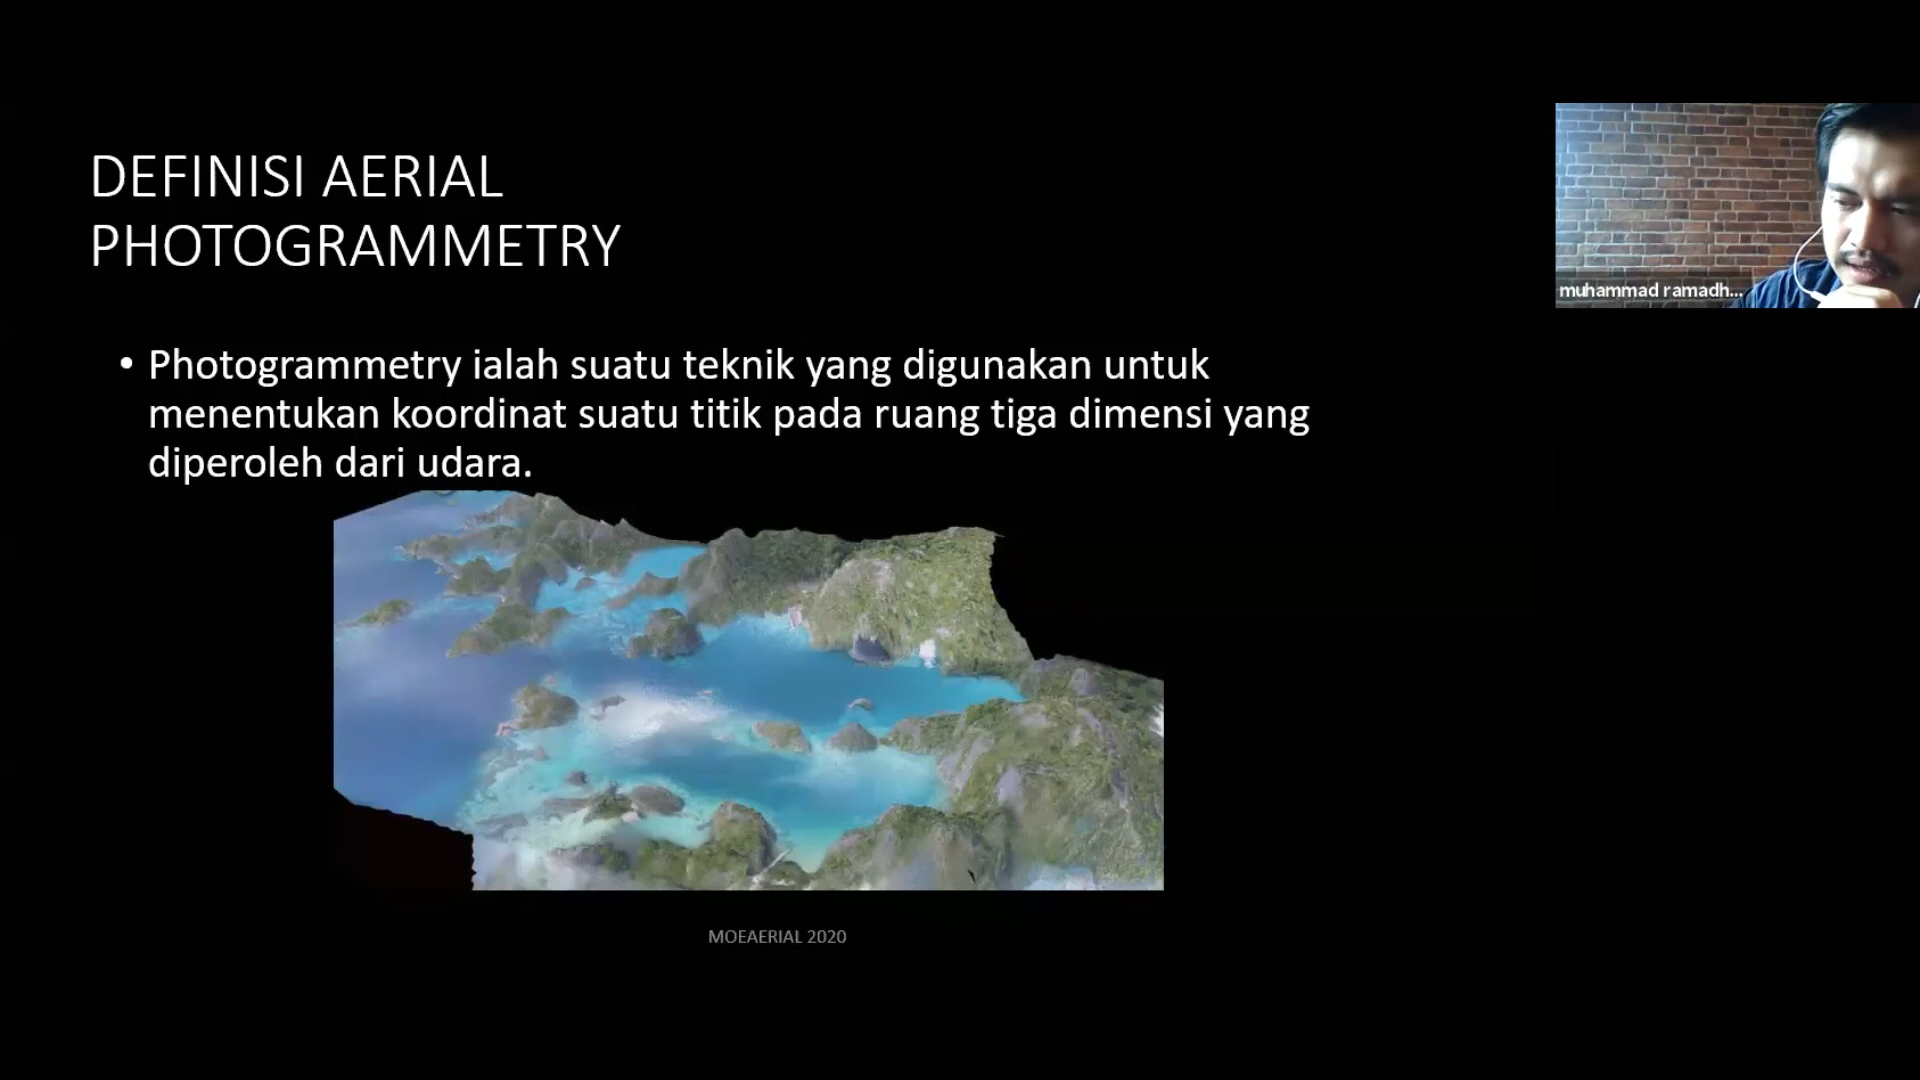 DEFINISI AERIAL
PHOTOGRAMMETRY
• Photogrammetry ialah suatu teknik yang digunakan untuk
menentukan koordinat suatu titik pada ruang tiga dimensi yang
diperoleh dari udara.
MOEAERIAL 2020
muhammad ramadh...